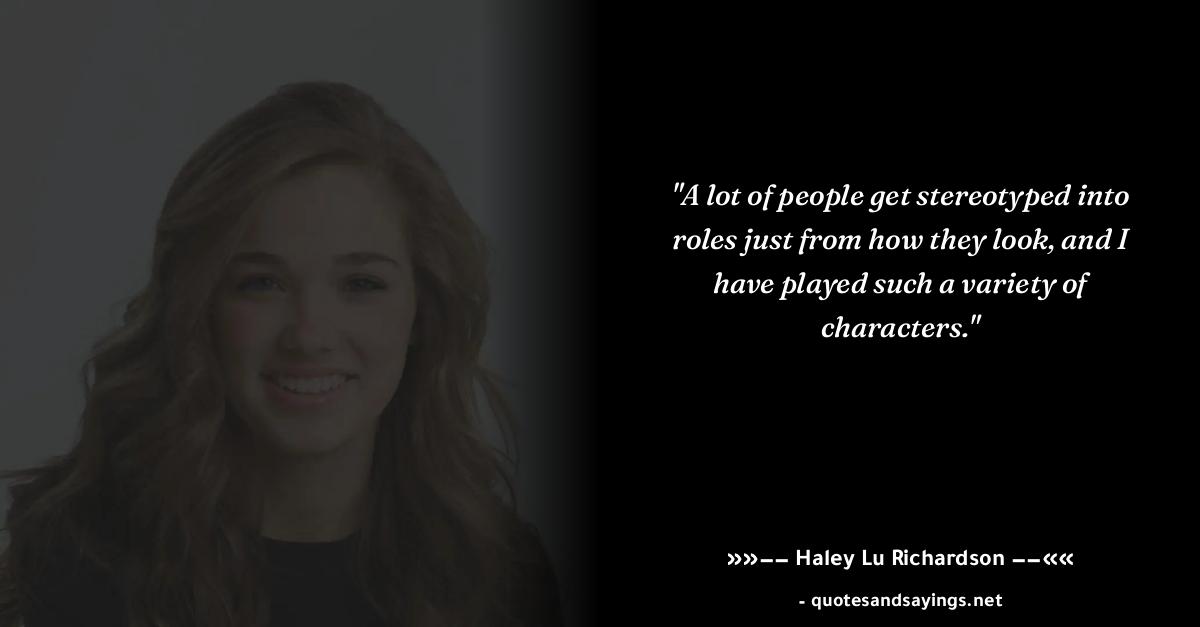 "A lot of people get stereotyped into
roles just from how they look, and I
have played such a variety of
characters."
»»−− Haley Lu Richardson −−««
- quotesandsayings.net